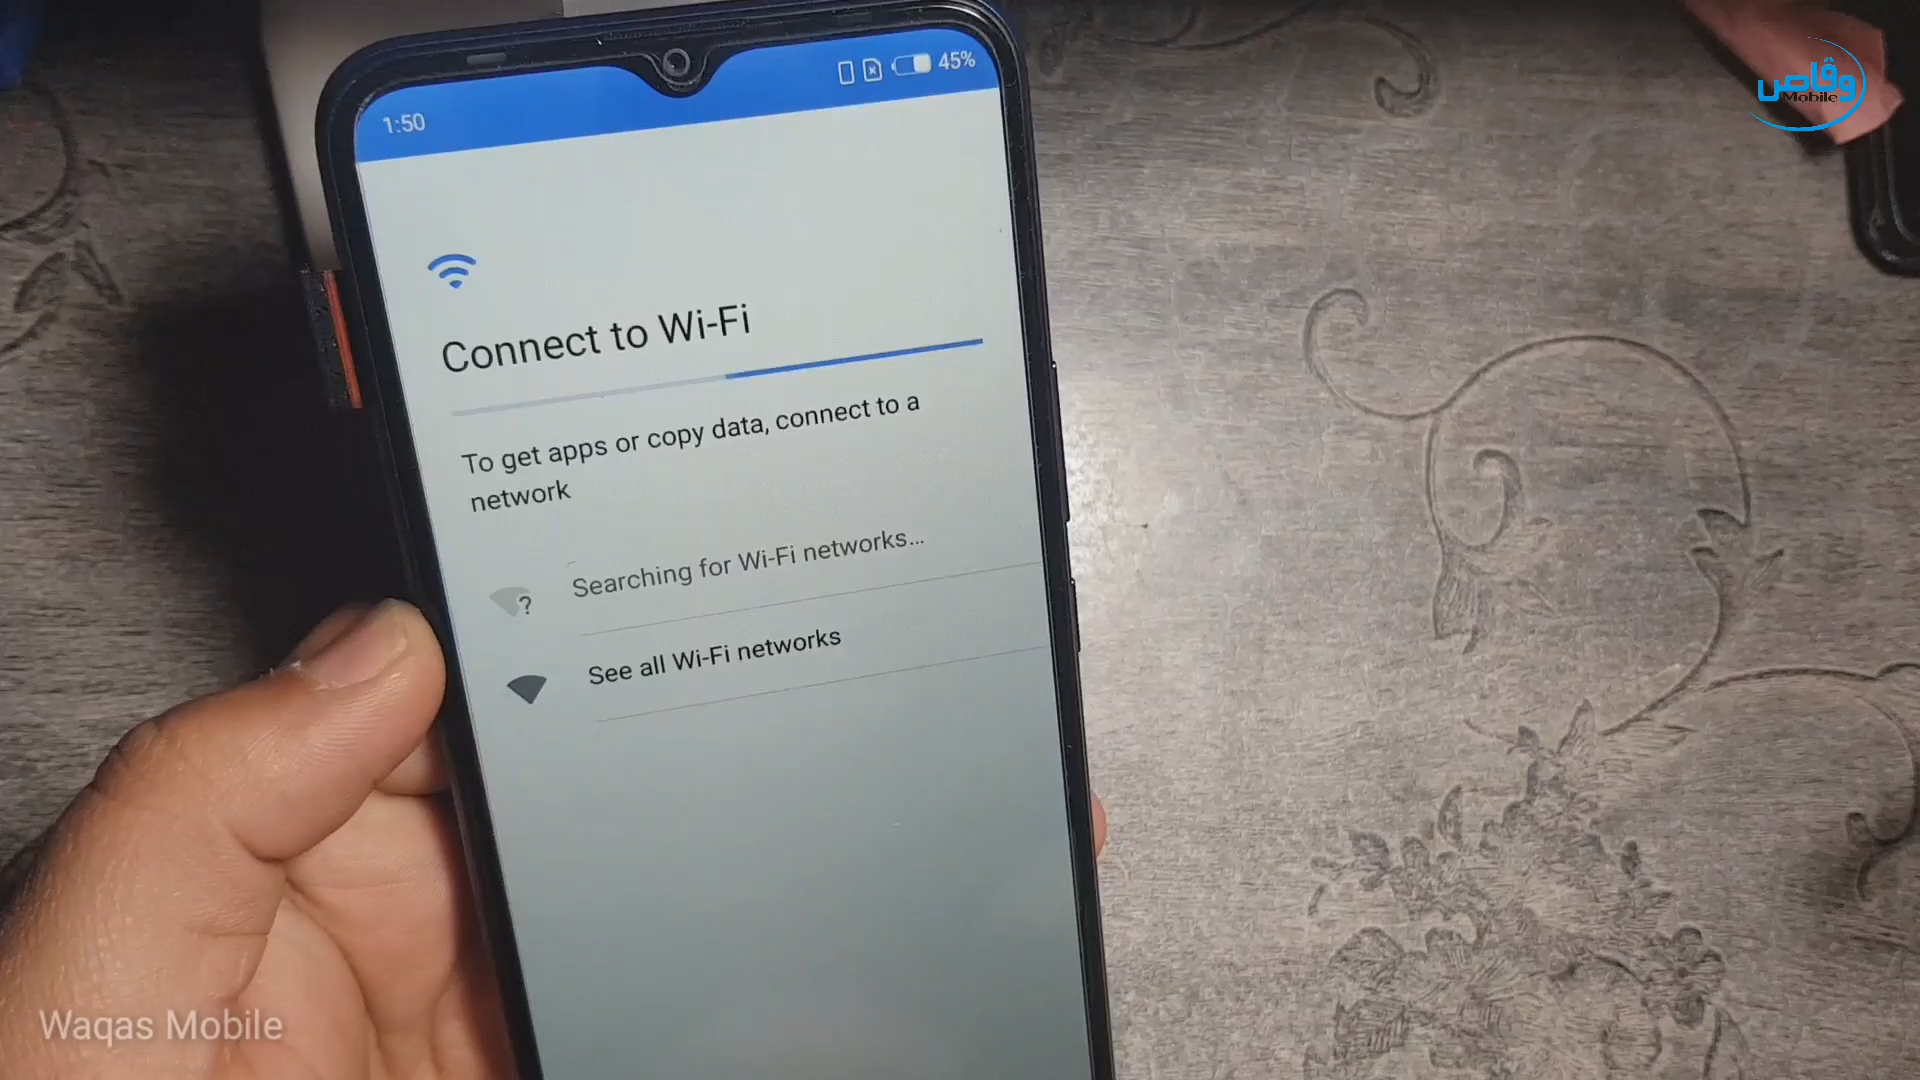 وقاص
Mobile
1:50
45%
Connect to Wi-Fi
To get apps or copy data, connect to a
network
Searching for Wi-Fi networks...
?
See all Wi-Fi networks
Waqas Mobile